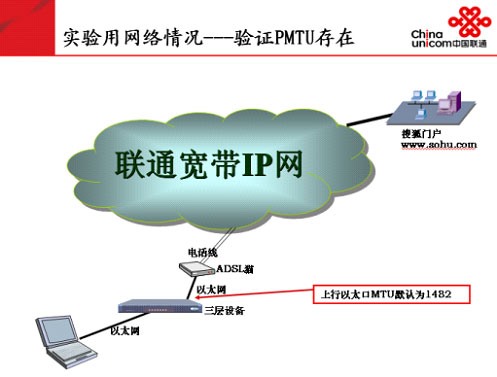 实验用网络情况---验证PMTU存在
China
unicom中国联通
搜狐门户
www.sohu.com
联通宽带IP网
电话线
ADSL猫
以太网
上行以太口MTU默认为1482
三层设备
以太网